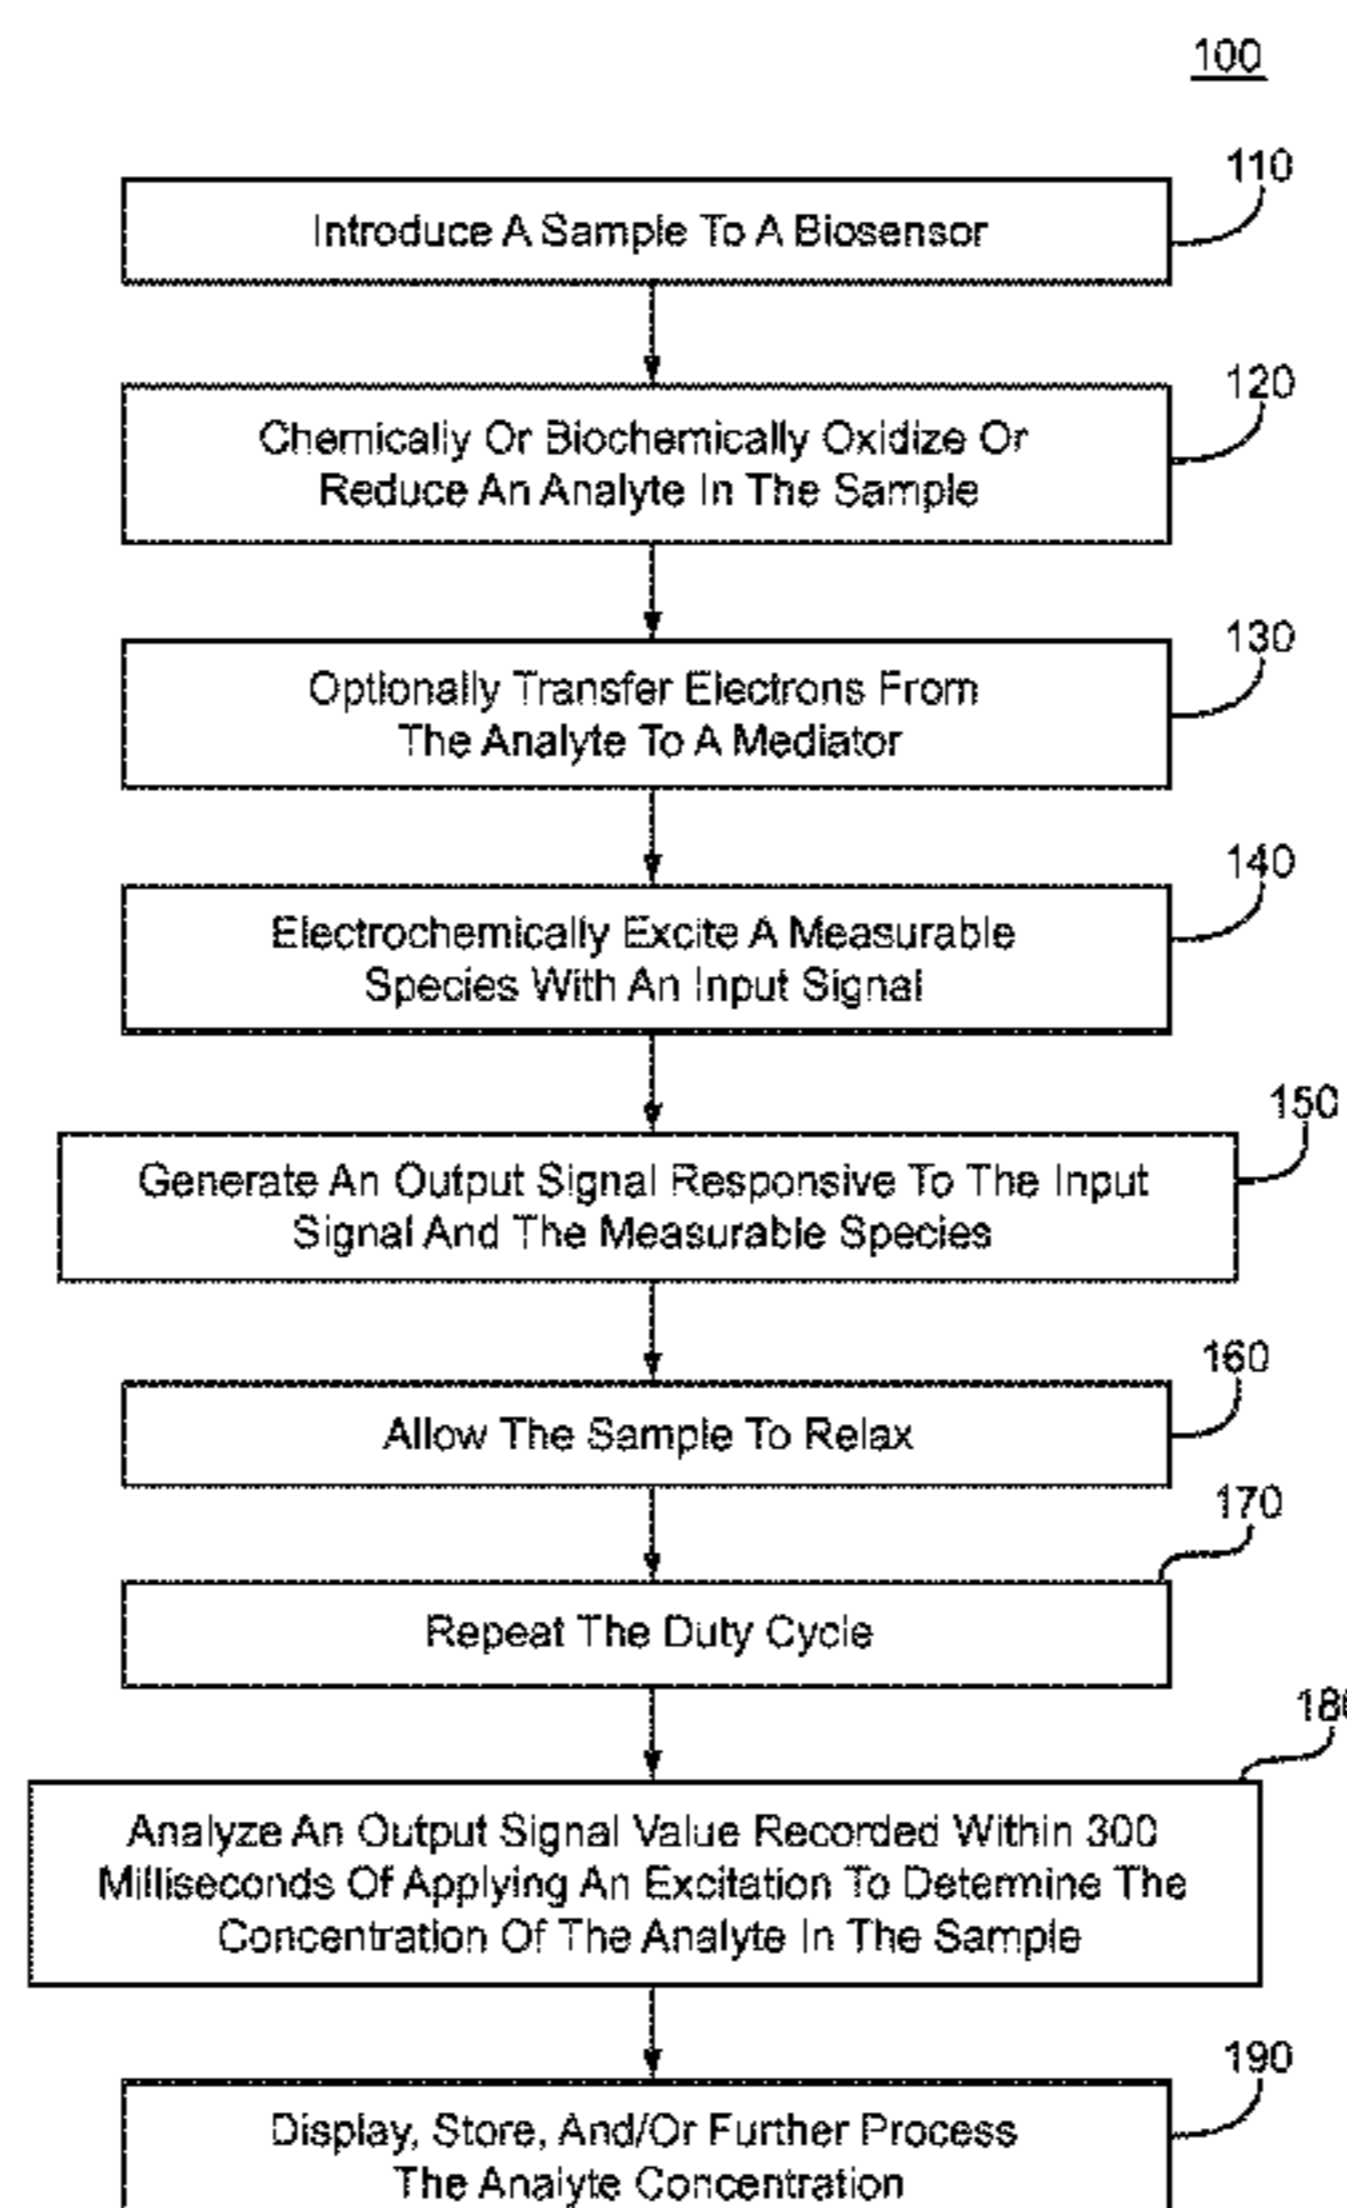 100
110
Introduce A Sample To A Biosensor
120
Chemically Or Biochemically Oxidize Or
Reduce An Analyte In The Sample
130
Optionally Transfer Electrons From
The Analyte To A Mediator
140
Electrochemically Excite A Measurable
Species With An Input Signal
150
Generate An Output Signal Responsive To The Input
Signal And The Measurable Species
160
Allow The Sample To Relax
170
Repeat The Duty Cycle
180
Analyze An Output Signal Value Recorded Within 300
Milliseconds Of Applying An Excitation To Determine The
Concentration Of The Analyte In The Sample
190
Display, Store, And/Or Further Process
The Analyte Concentration